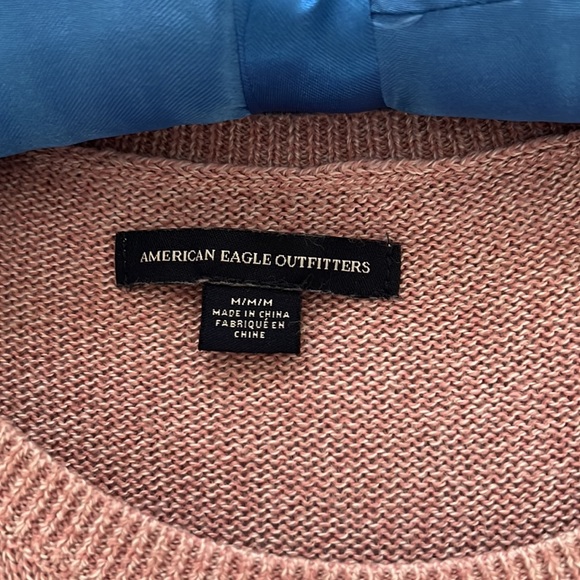 AMERICAN EAGLE OUTFITTERS
M/M/M
MADE IN CHINA
FABRIQUÉ EN
CHINE